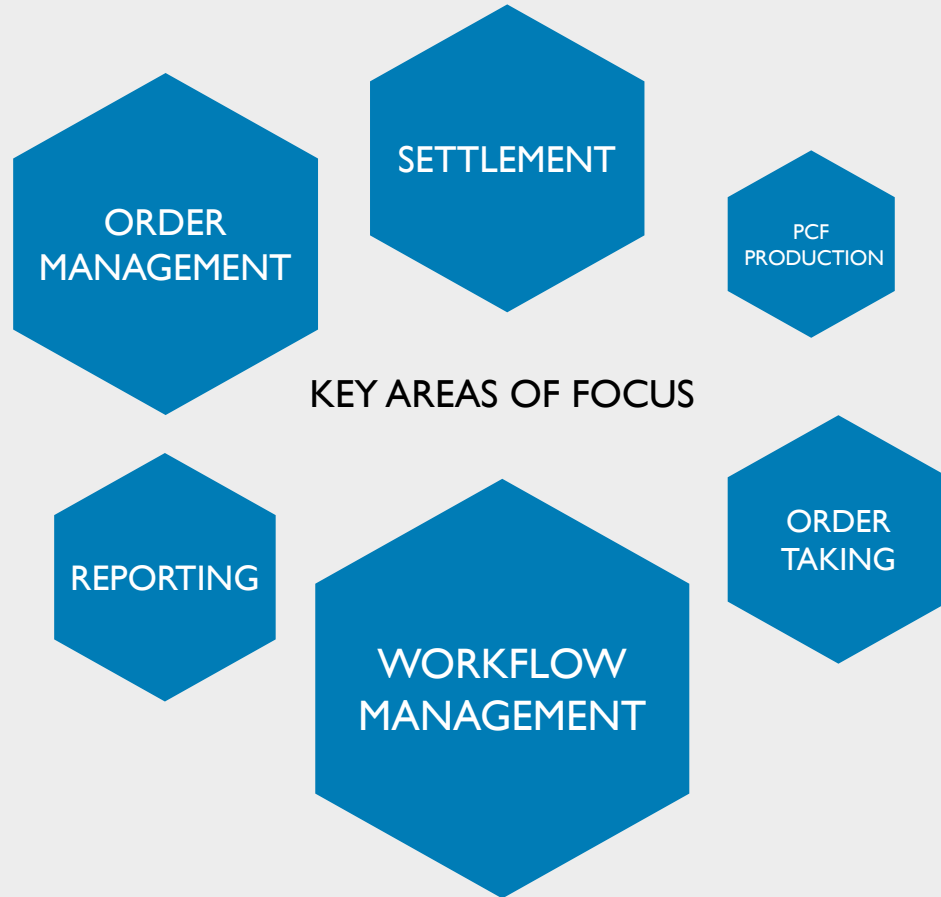 SETTLEMENT
ORDER
MANAGEMENT
PCF
PRODUCTION
KEY AREAS OF FOCUS
REPORTING
ORDER
TAKING
WORKFLOW
MANAGEMENT